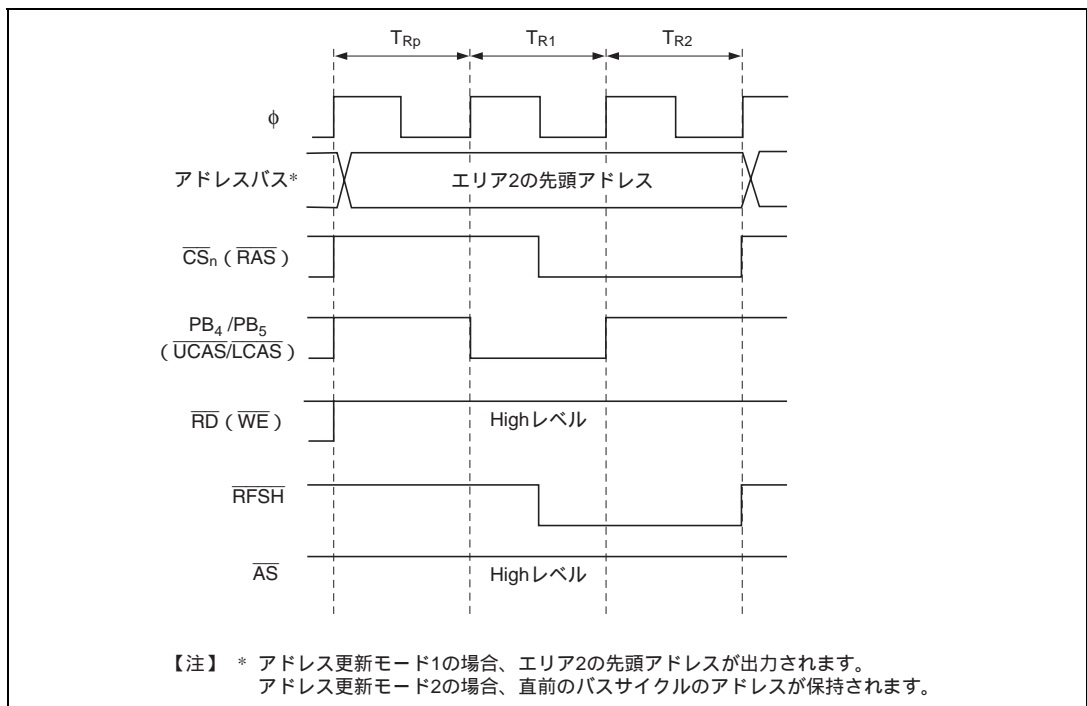 TRp TR1 TR2
φ
アドレスバス* エリア2の先頭アドレス
CSn（RAS）
PB4 /PB5
（UCAS/LCAS）
RD（WE） Highレベル
RFSH
AS Highレベル
【注】 * アドレス更新モード1の場合、エリア2の先頭アドレスが出力されます。
アドレス更新モード2の場合、直前のバスサイクルのアドレスが保持されます。